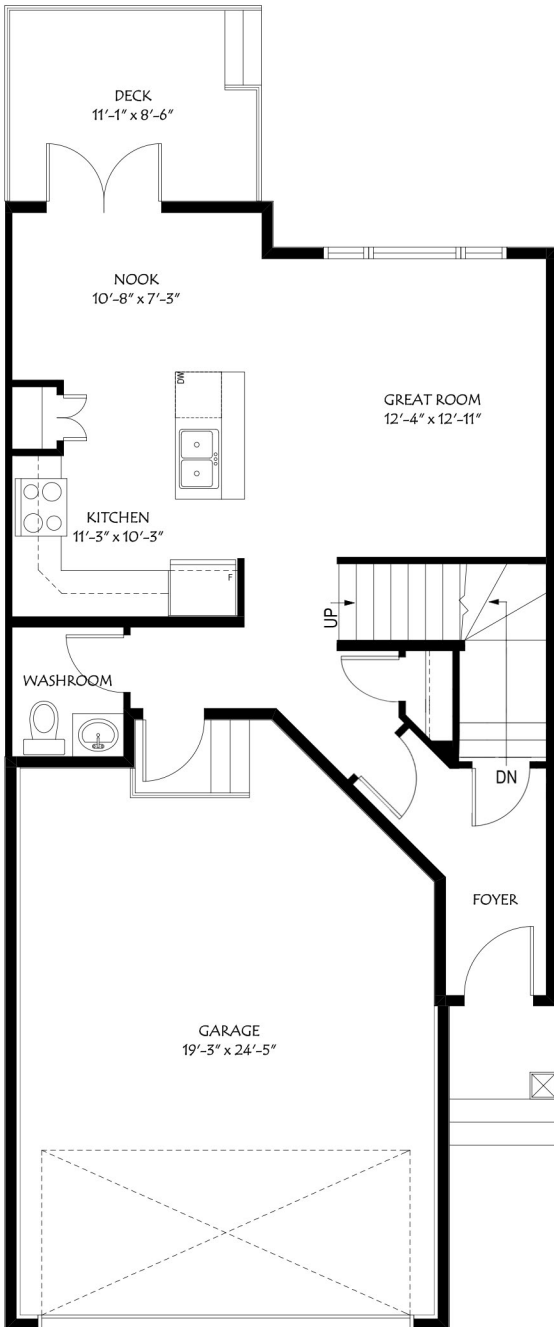 DECK
11'-1" x 8'-6"
NOOK
10'-8" x 7'-3"
DW
GREAT ROOM
12'-4" x 12'-11"
KITCHEN
11'-3" x 10'-3"
F
UP
WASHROOM
DN
FOYER
GARAGE
19'-3" x 24'-5"